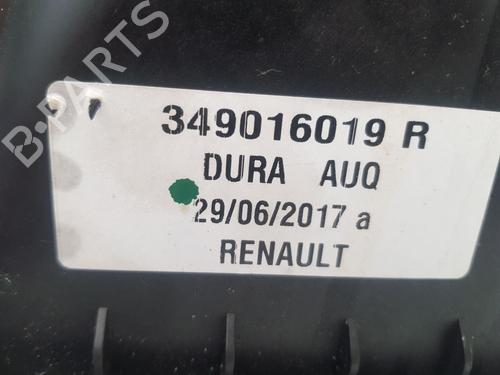 B-PARTS
349016019 R
DURA AUQ
29/06/2017 a
RENAULT